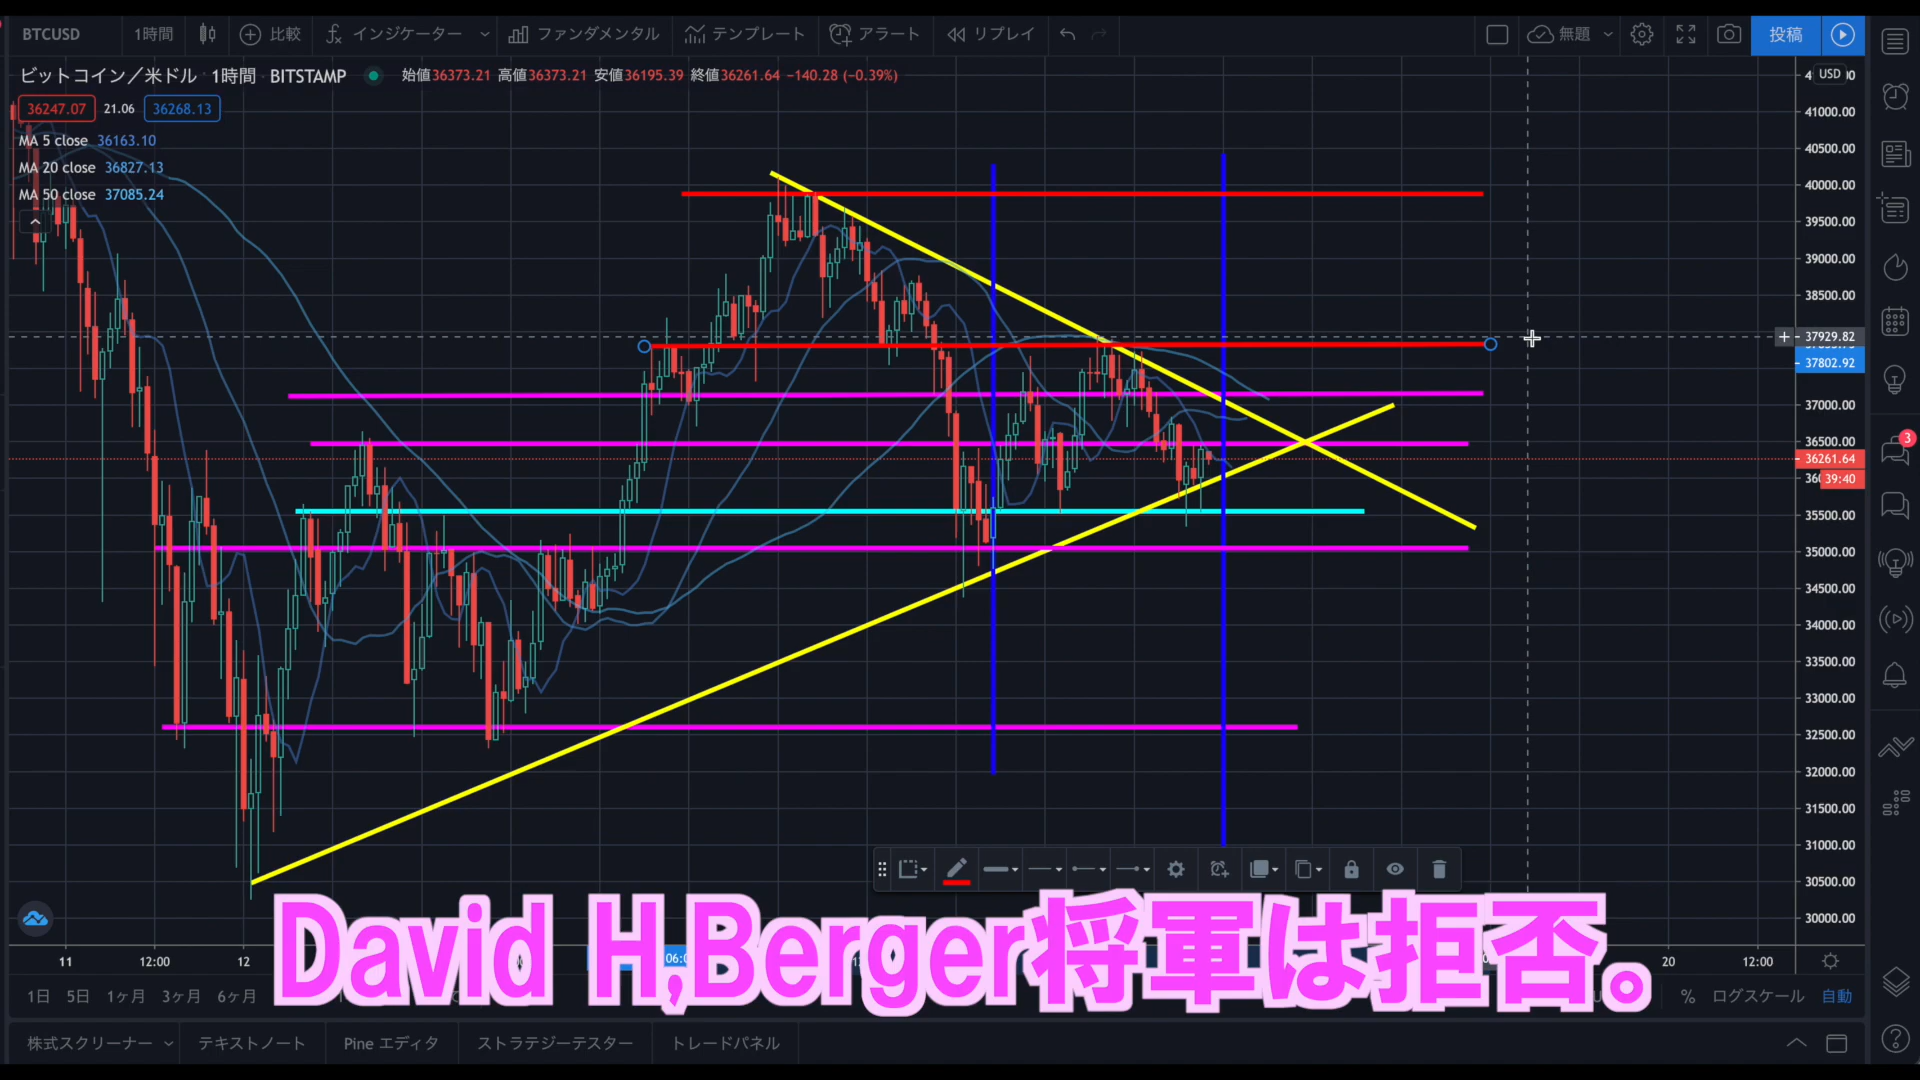 BTCUSD 1時間 比較 インジケーター ファンダメンタル テンプレート アラート リプレイ 無題 投稿
ビットコイン／米ドル · 1時間 · BITSTAMP 始値36373.21 高値36373.21 安値36195.39 終値36261.64 −140.28 (−0.39%)
USD
36247.07 21.06 36268.13
MA 5 close 36163.10
MA 20 close 36827.13
MA 50 close 37085.24
41000.00
40500.00
40000.00
39500.00
39000.00
38500.00
37929.82
37802.92
37000.00
36500.00
36261.64
39:40
35500.00
35000.00
34500.00
34000.00
33500.00
33000.00
32500.00
32000.00
31500.00
31000.00
30500.00
30000.00
3
David H,Berger将軍は拒否。
11 12:00 12 06:0 20 12:00
1日 5日 1ヶ月 3ヶ月 6ヶ月 % ログスケール 自動
株式スクリーナー テキストノート Pine エディタ ストラテジーテスター トレードパネル